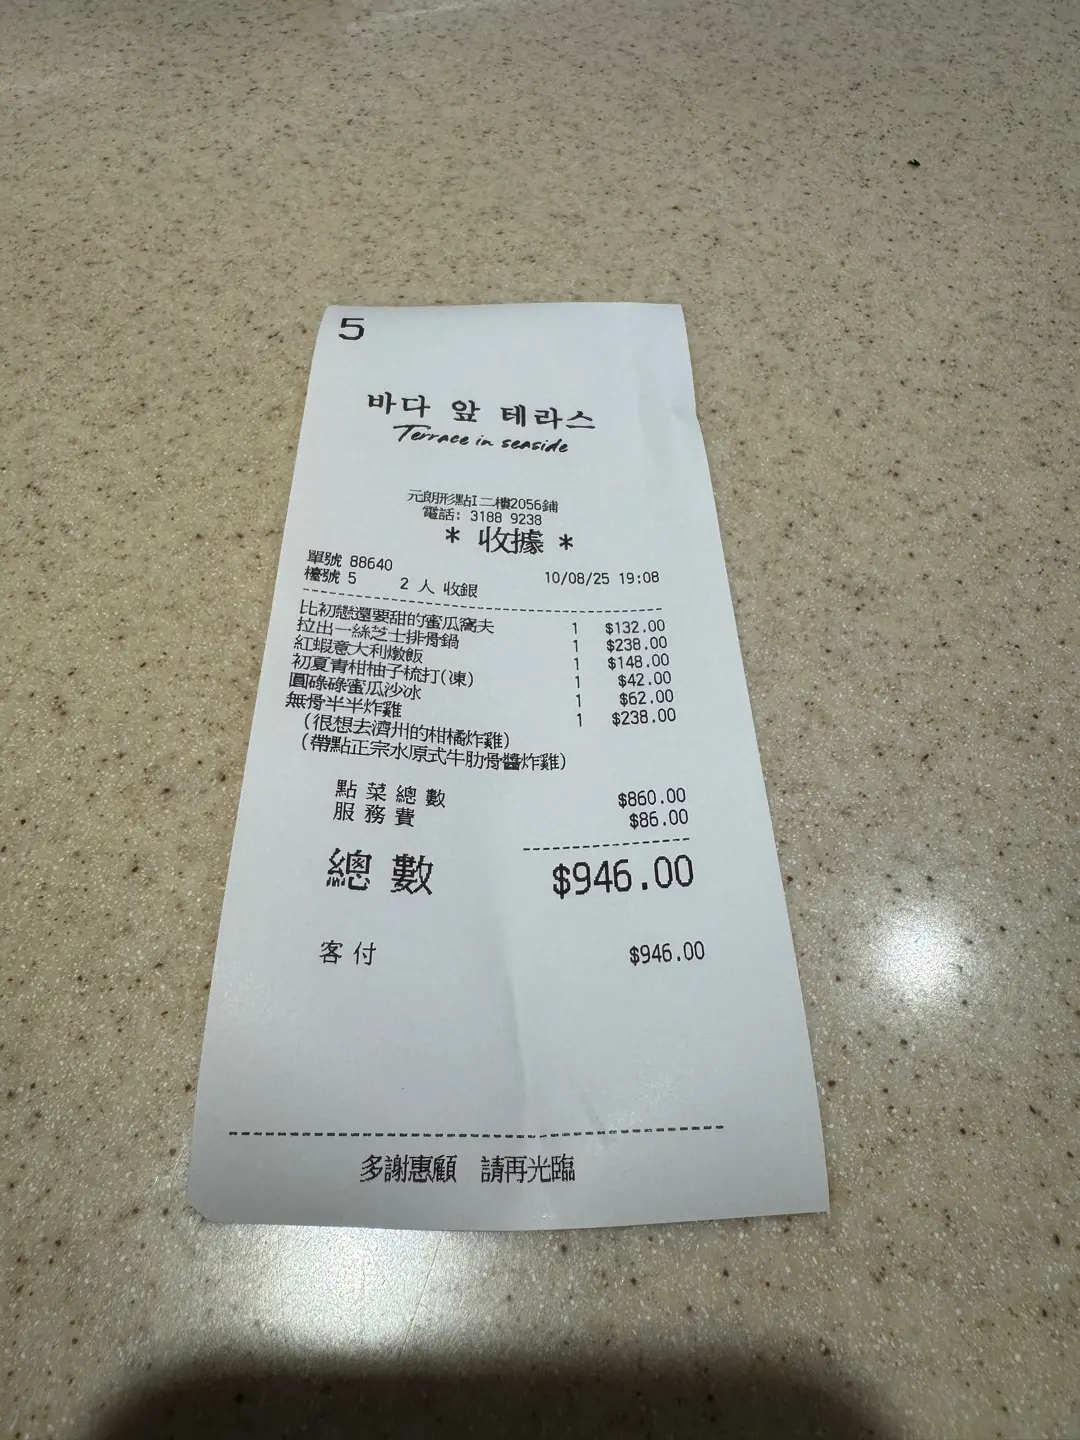 5
바다 앞 테라스
Terrace in seaside
元朗形點I二樓2056鋪
電話: 3188 9238
* 收據 *
單號 88640
檯號 5 2 人 收銀 10/08/25 19:08
比初戀還要甜的蜜瓜窩夫 1 $132.00
拉出一絲芝士排骨鍋 1 $238.00
紅蝦意大利燉飯 1 $148.00
初夏青柑柚子梳打(凍) 1 $42.00
圓碌碌蜜瓜沙冰 1 $62.00
無骨半半炸雞 1 $238.00
(很想去濟州的柑橘炸雞)
(帶點正宗水原式牛肋骨醬炸雞)
點菜總數 $860.00
服務費 $86.00
總數 $946.00
客付 $946.00
多謝惠顧 請再光臨